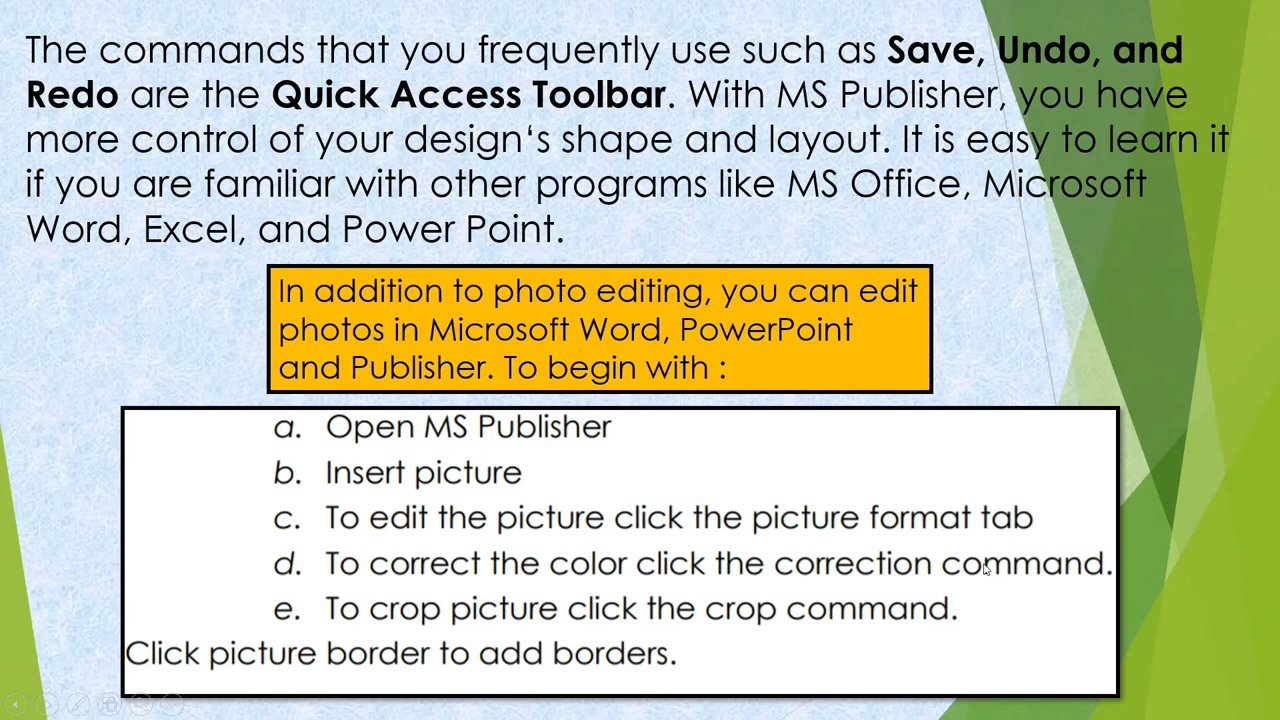 The commands that you frequently use such as Save, Undo, and
Redo are the Quick Access Toolbar. With MS Publisher, you have
more control of your design‘s shape and layout. It is easy to learn it
if you are familiar with other programs like MS Office, Microsoft
Word, Excel, and Power Point.
In addition to photo editing, you can edit
photos in Microsoft Word, PowerPoint
and Publisher. To begin with :
a. Open MS Publisher
b. Insert picture
c. To edit the picture click the picture format tab
d. To correct the color click the correction command.
e. To crop picture click the crop command.
Click picture border to add borders.